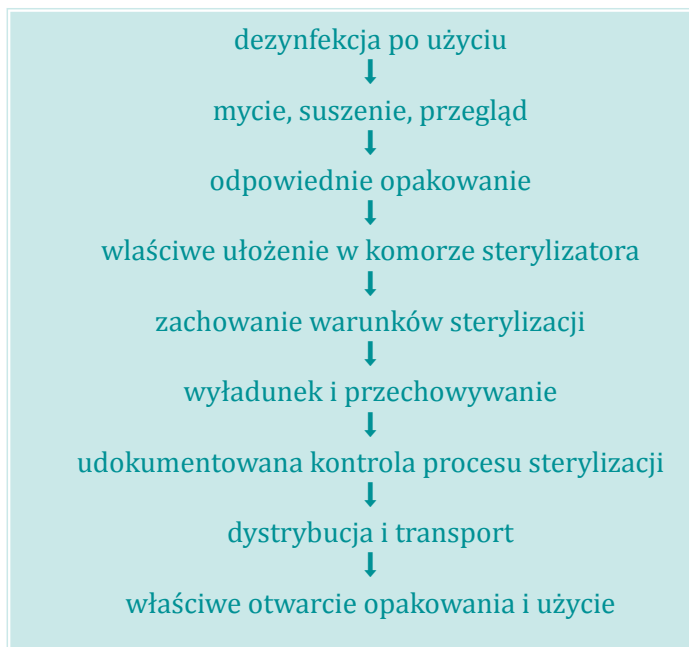 dezynfekcja po użyciu
mycie, suszenie, przegląd
odpowiednie opakowanie
wlaściwe ułożenie w komorze sterylizatora
zachowanie warunków sterylizacji
wyładunek i przechowywanie
udokumentowana kontrola procesu sterylizacji
dystrybucja i transport
właściwe otwarcie opakowania i użycie